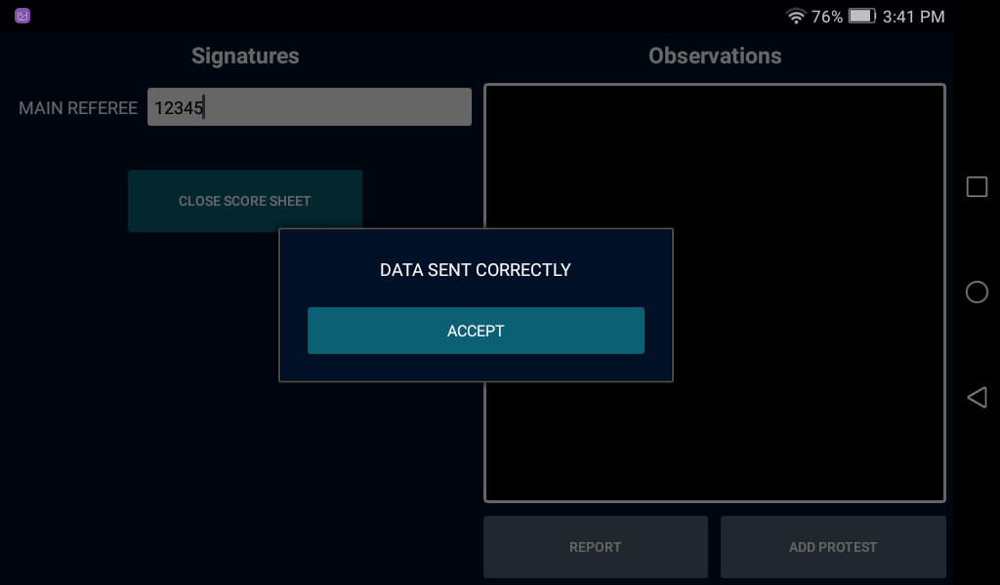 76% 3:41 PM
Signatures
Observations
MAIN REFEREE 12345
CLOSE SCORE SHEET
DATA SENT CORRECTLY
ACCEPT
REPORT
ADD PROTEST